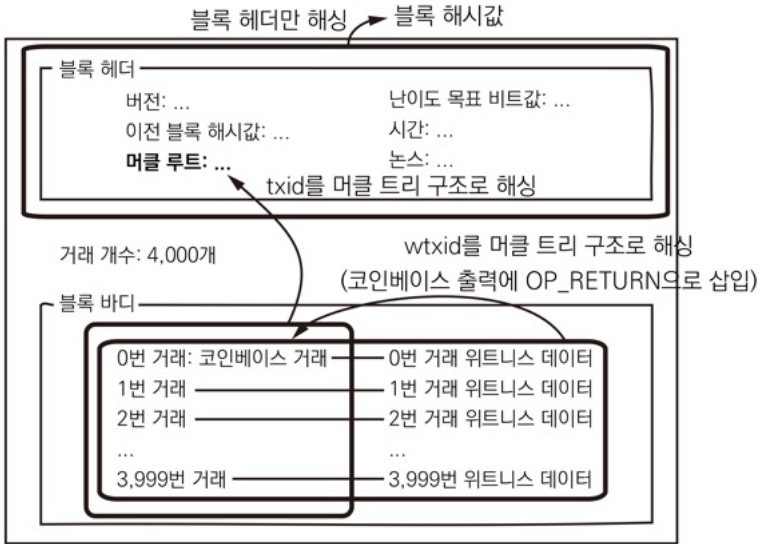 블록 헤더만 해싱 블록 해시값
블록 헤더
버전: ... 난이도 목표 비트값: ...
이전 블록 해시값: ... 시간: ...
머클 루트: ... 논스: ...
txid를 머클 트리 구조로 해싱
거래 개수: 4,000개
wtxid를 머클 트리 구조로 해싱
(코인베이스 출력에 OP_RETURN으로 삽입)
블록 바디
0번 거래: 코인베이스 거래 0번 거래 위트니스 데이터
1번 거래 1번 거래 위트니스 데이터
2번 거래 2번 거래 위트니스 데이터
... ...
3,999번 거래 3,999번 위트니스 데이터